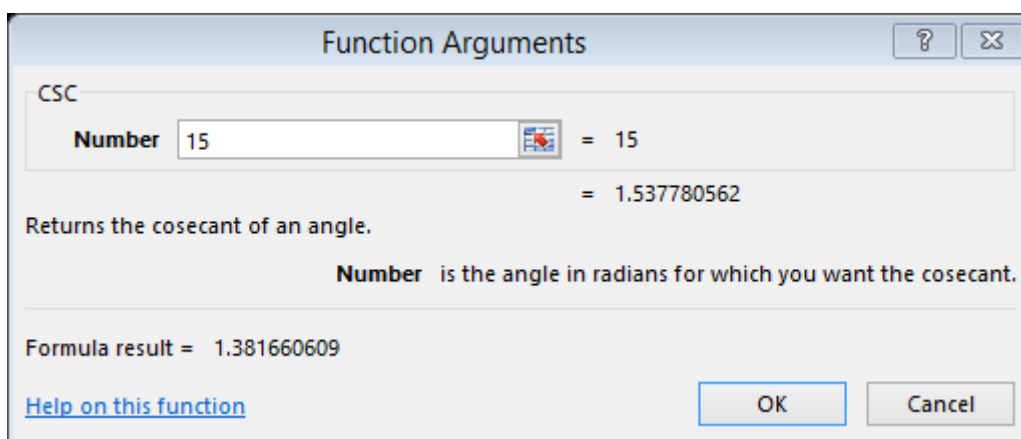 Function Arguments
CSC
Number 15 = 15
= 1.537780562
Returns the cosecant of an angle.
Number is the angle in radians for which you want the cosecant.
Formula result = 1.381660609
Help on this function OK Cancel